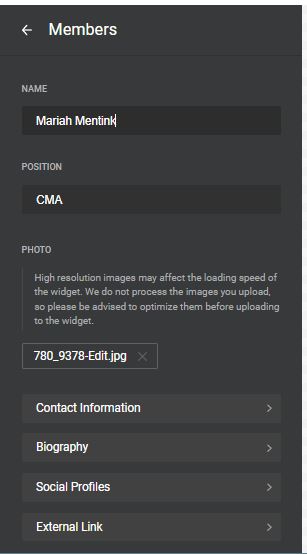 Members
NAME
Mariah Mentink
POSITION
CMA
PHOTO
High resolution images may affect the loading speed of
the widget. We do not process the images you upload,
so please be advised to optimize them before uploading
to the widget.
780_9378-Edit.jpg
Contact Information
Biography
Social Profiles
External Link